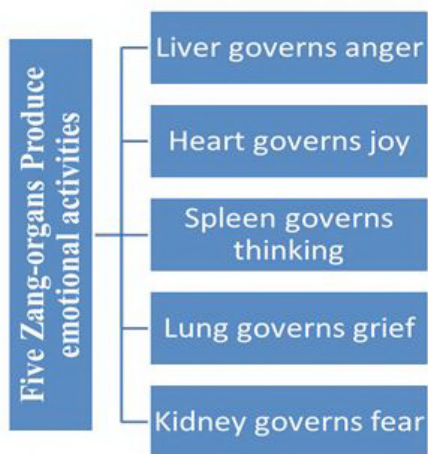 Five Zang-organs Produce
emotional activities
Liver governs anger
Heart governs joy
Spleen governs
thinking
Lung governs grief
Kidney governs fear